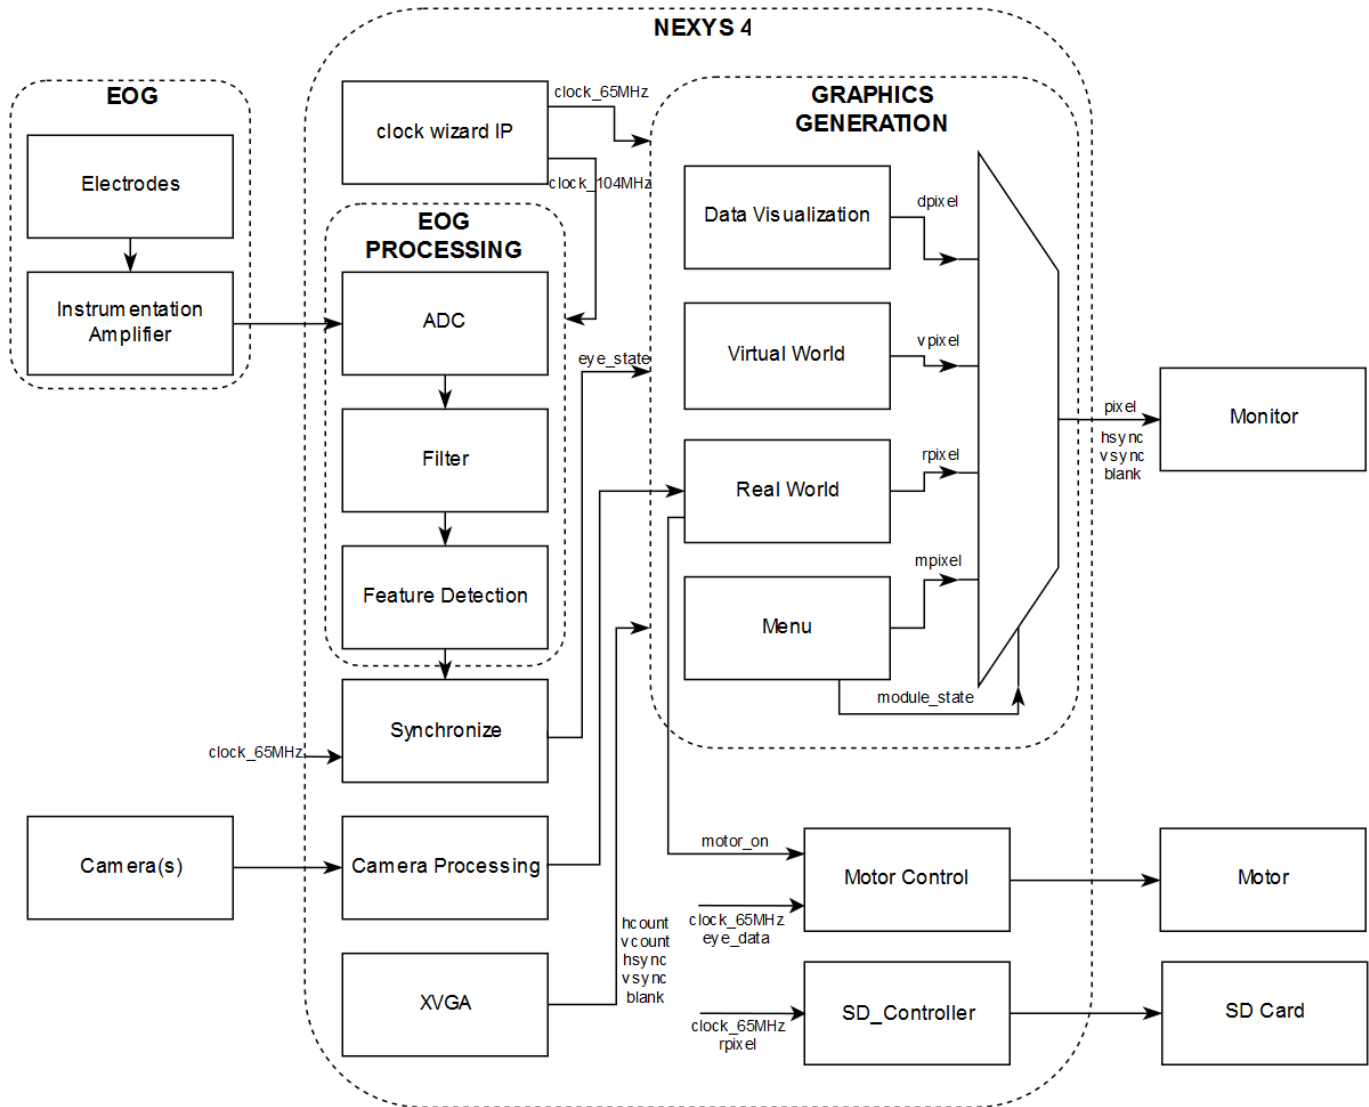 NEXYS 4
EOG
clock_65MHz
GRAPHICS
GENERATION
clock wizard IP
Electrodes
clock_104MHz
Data Visualization
dpixel
EOG
PROCESSING
Instrumentation
Amplifier
ADC
eye_state
Virtual World
vpixel
pixel
hsync
vsync
blank
Monitor
Filter
Real World
rpixel
Feature Detection
Menu
mpixel
module_state
Synchronize
clock_65MHz
Camera(s)
Camera Processing
motor_on
Motor Control
Motor
clock_65MHz
eye_data
hcount
vcount
hsync
vsync
blank
XVGA
SD_Controller
SD Card
clock_65MHz
rpixel